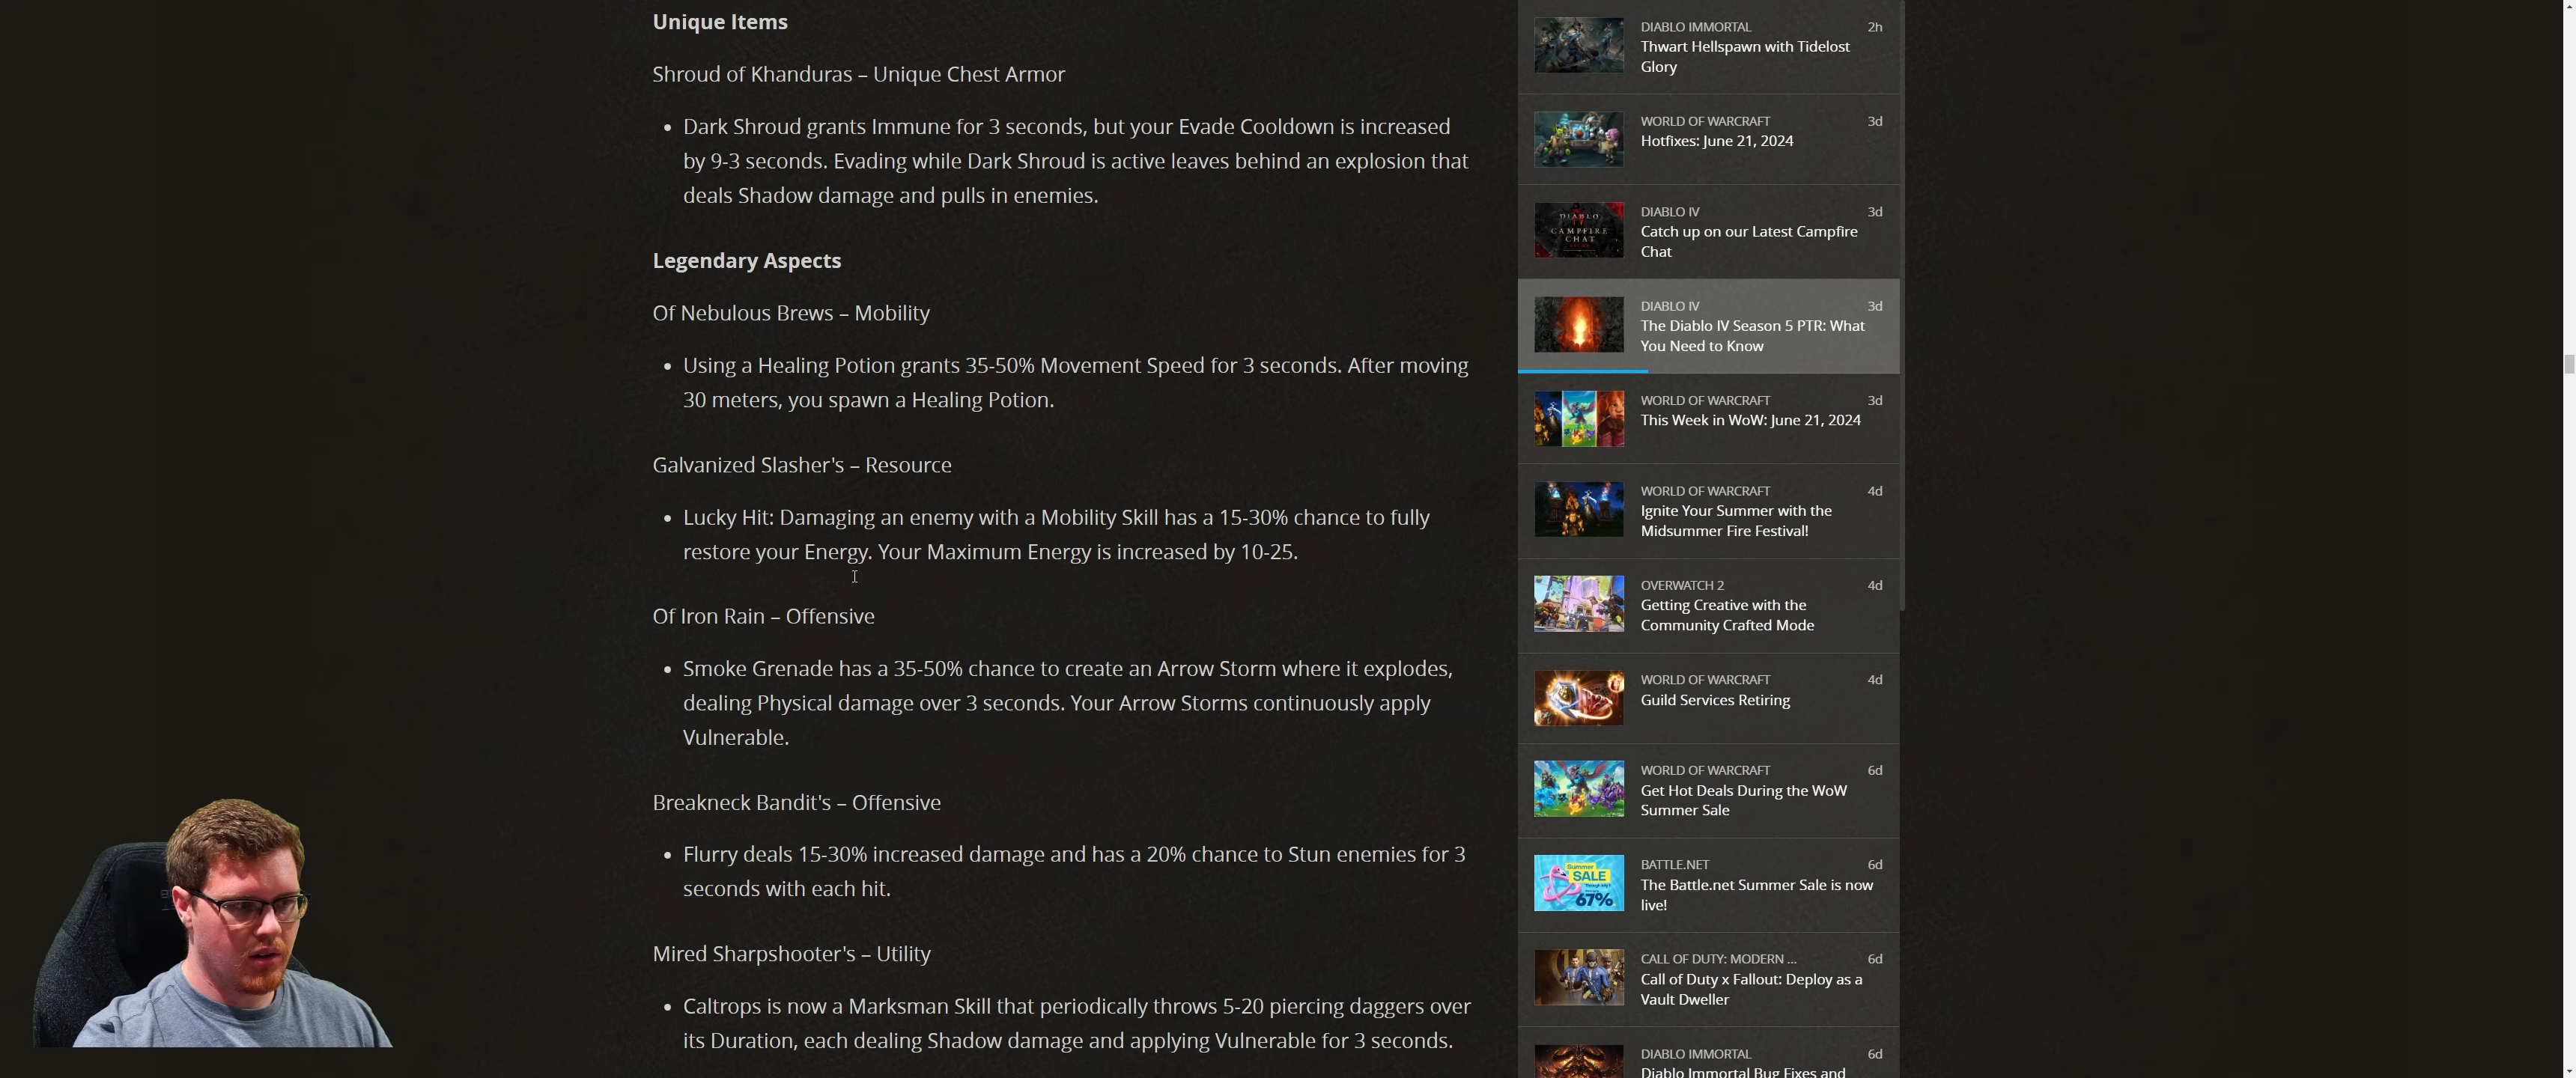 Unique Items
Shroud of Khanduras – Unique Chest Armor
• Dark Shroud grants Immune for 3 seconds, but your Evade Cooldown is increased
by 9-3 seconds. Evading while Dark Shroud is active leaves behind an explosion that
deals Shadow damage and pulls in enemies.
Legendary Aspects
Of Nebulous Brews – Mobility
• Using a Healing Potion grants 35-50% Movement Speed for 3 seconds. After moving
30 meters, you spawn a Healing Potion.
Galvanized Slasher's – Resource
• Lucky Hit: Damaging an enemy with a Mobility Skill has a 15-30% chance to fully
restore your Energy. Your Maximum Energy is increased by 10-25.
Of Iron Rain – Offensive
• Smoke Grenade has a 35-50% chance to create an Arrow Storm where it explodes,
dealing Physical damage over 3 seconds. Your Arrow Storms continuously apply
Vulnerable.
Breakneck Bandit's – Offensive
• Flurry deals 15-30% increased damage and has a 20% chance to Stun enemies for 3
seconds with each hit.
Mired Sharpshooter's – Utility
• Caltrops is now a Marksman Skill that periodically throws 5-20 piercing daggers over
its Duration, each dealing Shadow damage and applying Vulnerable for 3 seconds.
DIABLO IMMORTAL 2h
Thwart Hellspawn with Tidelost
Glory
WORLD OF WARCRAFT 3d
Hotfixes: June 21, 2024
DIABLO
CAMPFIRE
CHAT
DIABLO IV 3d
Catch up on our Latest Campfire
Chat
DIABLO IV 3d
The Diablo IV Season 5 PTR: What
You Need to Know
WORLD OF WARCRAFT 3d
This Week in WoW: June 21, 2024
WORLD OF WARCRAFT 4d
Ignite Your Summer with the
Midsummer Fire Festival!
OVERWATCH 2 4d
Getting Creative with the
Community Crafted Mode
WORLD OF WARCRAFT 4d
Guild Services Retiring
WORLD OF WARCRAFT 6d
Get Hot Deals During the WoW
Summer Sale
Summer
SALE
67%
BATTLE.NET 6d
The Battle.net Summer Sale is now
live!
CALL OF DUTY: MODERN ... 6d
Call of Duty x Fallout: Deploy as a
Vault Dweller
DIABLO IMMORTAL 6d
Diablo Immortal Bug Fixes and